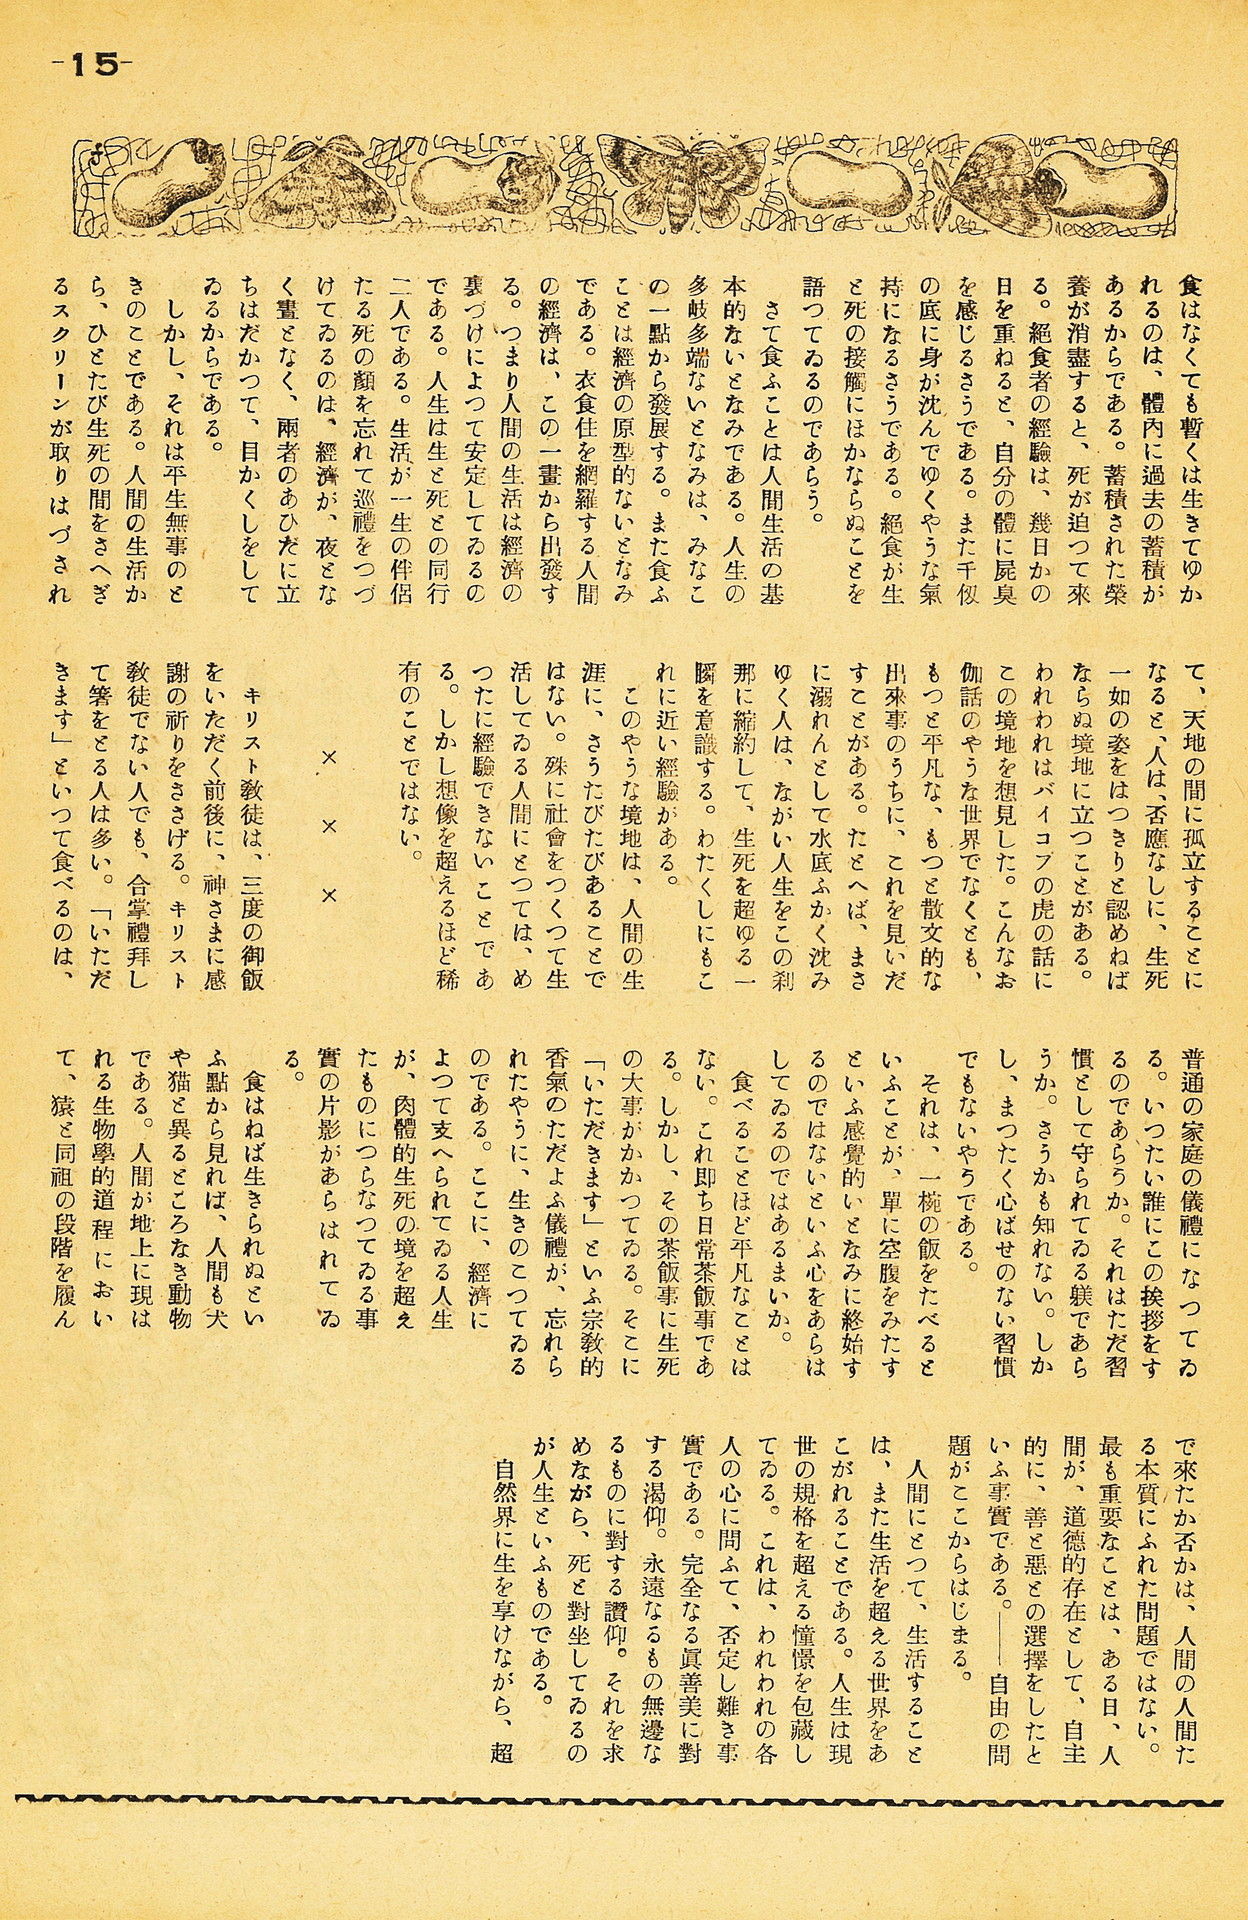 -15-
食はなくても暫くは生きてゆか
れるのは、體內に過去の蓄積が
あるからである。蓄積された榮
養が消盡すると、死が迫つて來
る。絕食者の經驗は、幾日かの
日を重ねると、自分の體に屍臭
を感じるさうである。また千仭
の底に身が沈んでゆくやうな氣
持になるさうである。絕食が生
と死の接觸にほかならぬことを
語つてゐるのであらう。
さて食ふことは人間生活の基
本的ないとなみである。人生の
多岐多端ないとなみは、みなこ
の一點から發展する。また食ふ
ことは經濟の原型的ないとなみ
である。衣食住を網羅する人間
の經濟は、この一畫から出發す
る。つまり人間の生活は經濟の
裏づけによつて安定してゐるの
である。人生は生と死との同行
二人である。生活が一生の伴侶
たる死の顏を忘れて巡禮をつづ
けてゐるのは、經濟が、夜とな
く晝となく、兩者のあひだに立
ちはだかつて、目かくしをして
ゐるからである。
しかし、それは平生無事のと
きのことである。人間の生活か
ら、ひとたび生死の間をさへぎ
るスクリーンが取りはづされ
て、天地の間に孤立することに
なると、人は、否應なしに、生死
一如の姿をはつきりと認めねば
ならぬ境地に立つことがある。
われわれはバイコフの虎の話に
この境地を想見した。こんなお
伽話のやうな世界でなくとも、
もつと平凡な、もつと散文的な
出來事のうちに、これを見いだ
すことがある。たとへば、まさ
に溺れんとして水底ふかく沈み
ゆく人は、ながい人生をこの刹
那に縮約して、生死を超ゆる一
瞬を意識する。わたくしにもこ
れに近い經驗がある。
このやうな境地は、人間の生
涯に、さうたびたびあることで
はない。殊に社會をつくつて生
活してゐる人間にとつては、め
つたに經驗できないことであ
る。しかし想像を超えるほど稀
有のことではない。
× × ×
キリスト敎徒は、三度の御飯
をいただく前後に、神さまに感
謝の祈りをささげる。キリスト
敎徒でない人でも、合掌禮拜し
て箸をとる人は多い。「いただ
きます」といつて食べるのは、
普通の家庭の儀禮になつてゐ
る。いつたい誰にこの挨拶をす
るのであらうか。それはただ習
慣として守られてゐる躾であら
うか。さうかも知れない。しか
し、まつたく心ばせのない習慣
でもないやうである。
それは、一椀の飯をたべると
いふことが、單に空腹をみたす
といふ感覺的いとなみに終始す
るのではないといふ心をあらは
してゐるのではあるまいか。
食べることほど平凡なことは
ない。これ卽ち日常茶飯事であ
る。しかし、その茶飯事に生死
の大事がかかつてゐる。そこに
「いただきます」といふ宗敎的
香氣のただよふ儀禮が、忘れら
れたやうに、生きのこつてゐる
のである。ここに、經濟に
よつて支へられてゐる人生
が、肉體的生死の境を超え
たものにつらなつてゐる事
實の片影があらはれてゐ
る。
食はねば生きられぬとい
ふ點から見れば、人間も犬
や猫と異るところなき動物
である。人間が地上に現は
れる生物學的道程におい
て、猿と同祖の段階を履ん
で來たか否かは、人間の人間た
る本質にふれた問題ではない。
最も重要なことは、ある日、人
間が、道德的存在として、自主
的に、善と惡との選擇をしたと
いふ事實である。——自由の問
題がここからはじまる。
人間にとつて、生活すること
は、また生活を超える世界をあ
こがれることである。人生は現
世の規格を超える憧憬を包藏し
てゐる。これは、われわれの各
人の心に問ふて、否定し難き事
實である。完全なる眞善美に對
する渴仰。永遠なるもの無邊な
るものに對する讚仰。それを求
めながら、死と對坐してゐるの
が人生といふものである。
自然界に生を享けながら、超